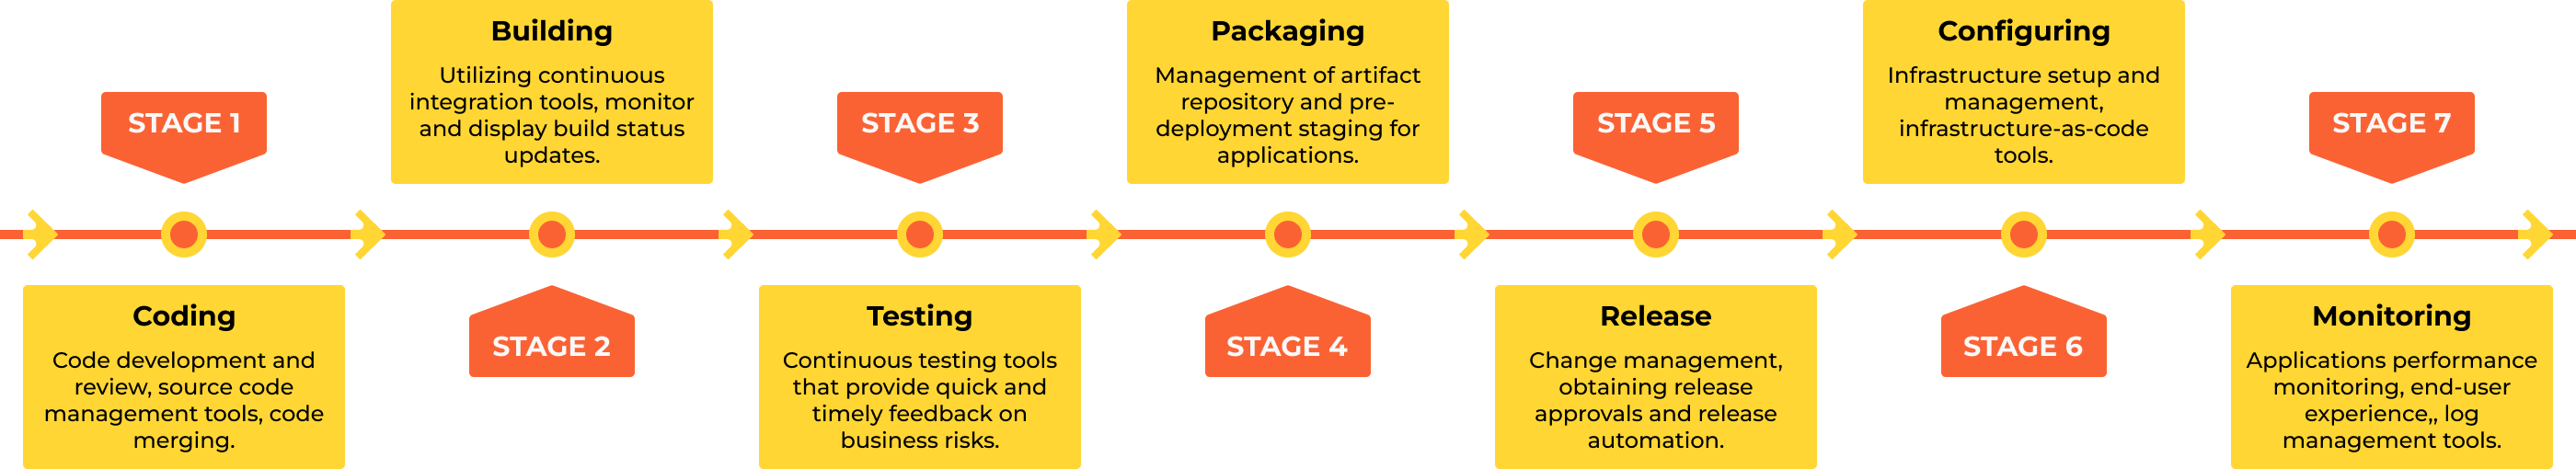 STAGE 1
Coding
Code development and
review, source code
management tools, code
merging.
Building
Utilizing continuous
integration tools, monitor
and display build status
updates.
STAGE 2
STAGE 3
Testing
Continuous testing tools
that provide quick and
timely feedback on
business risks.
Packaging
Management of artifact
repository and pre-
deployment staging for
applications.
STAGE 4
STAGE 5
Release
Change management,
obtaining release
approvals and release
automation.
Configuring
Infrastructure setup and
management,
infrastructure-as-code
tools.
STAGE 6
STAGE 7
Monitoring
Applications performance
monitoring, end-user
experience,, log
management tools.